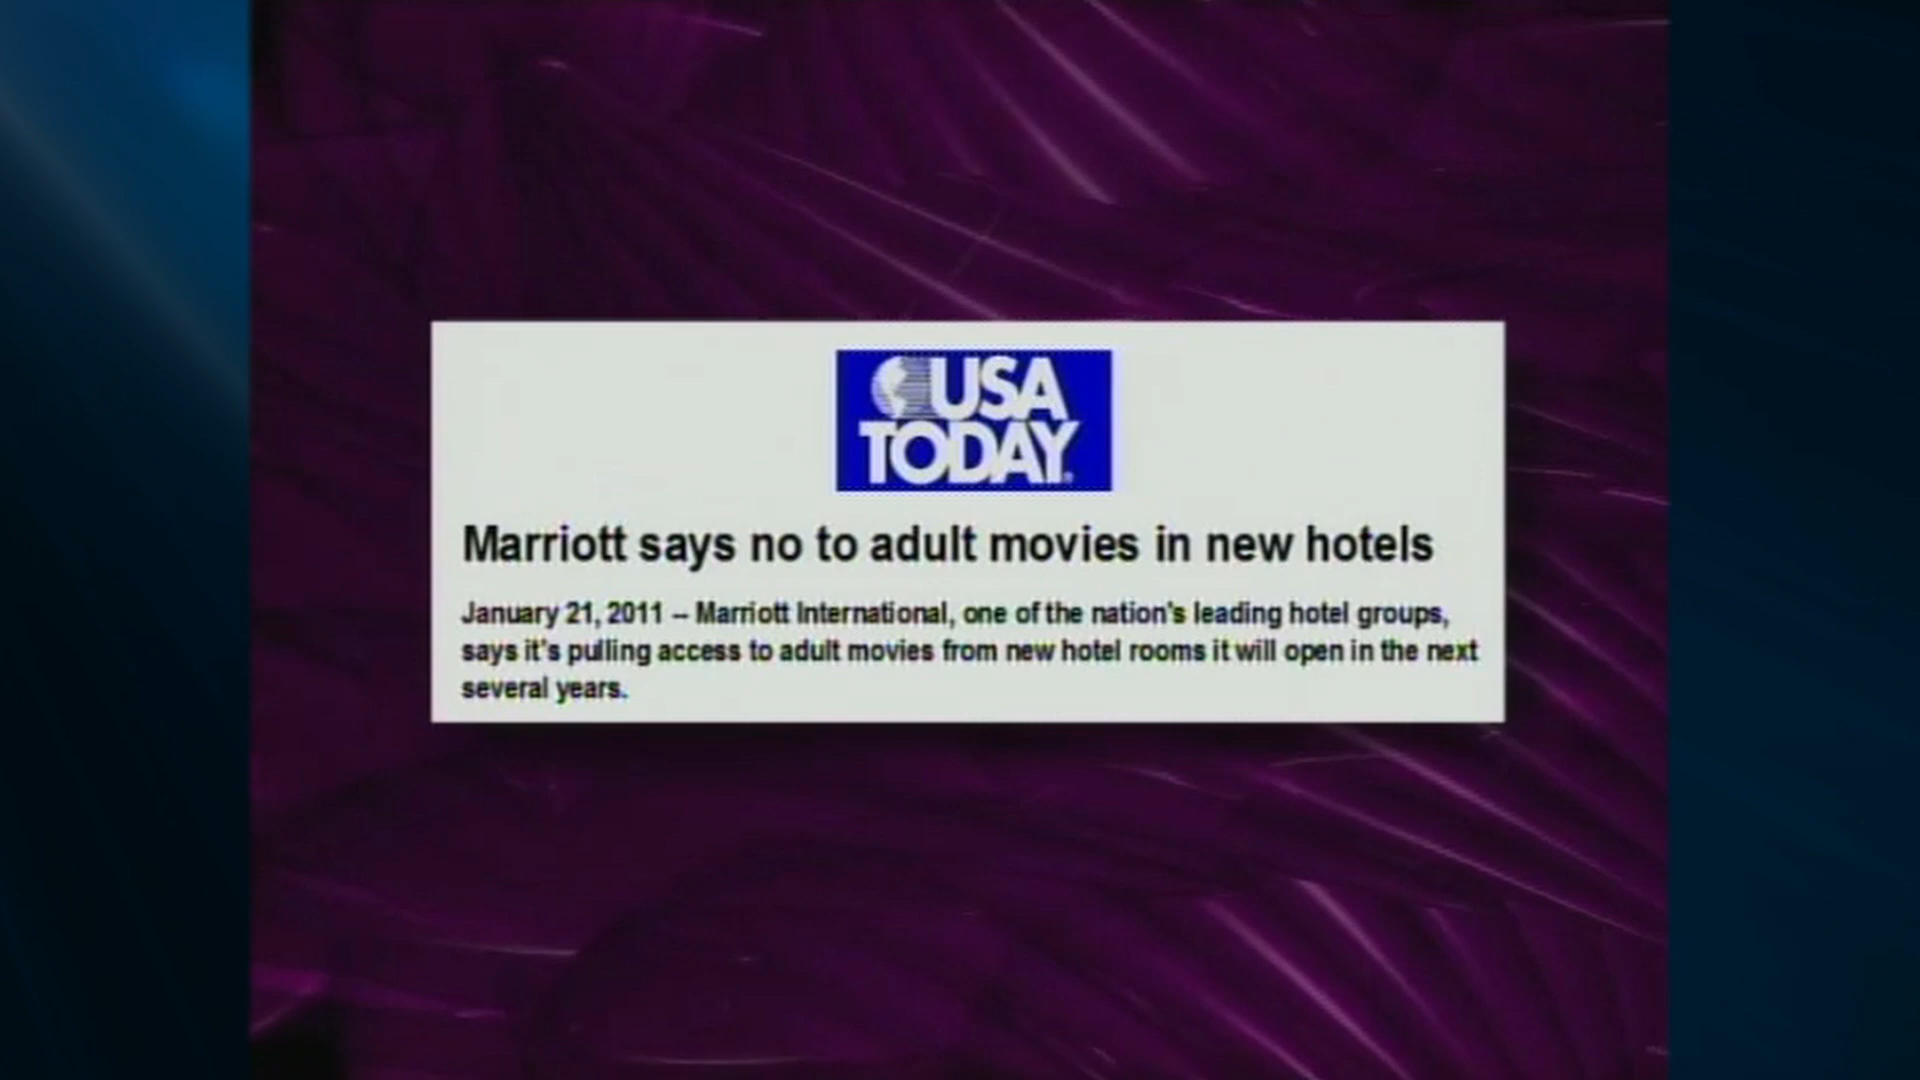 USA
TODAY
Marriott says no to adult movies in new hotels
January 21, 2011 – Marriott International, one of the nation's leading hotel groups,
says it's pulling access to adult movies from new hotel rooms it will open in the next
several years.